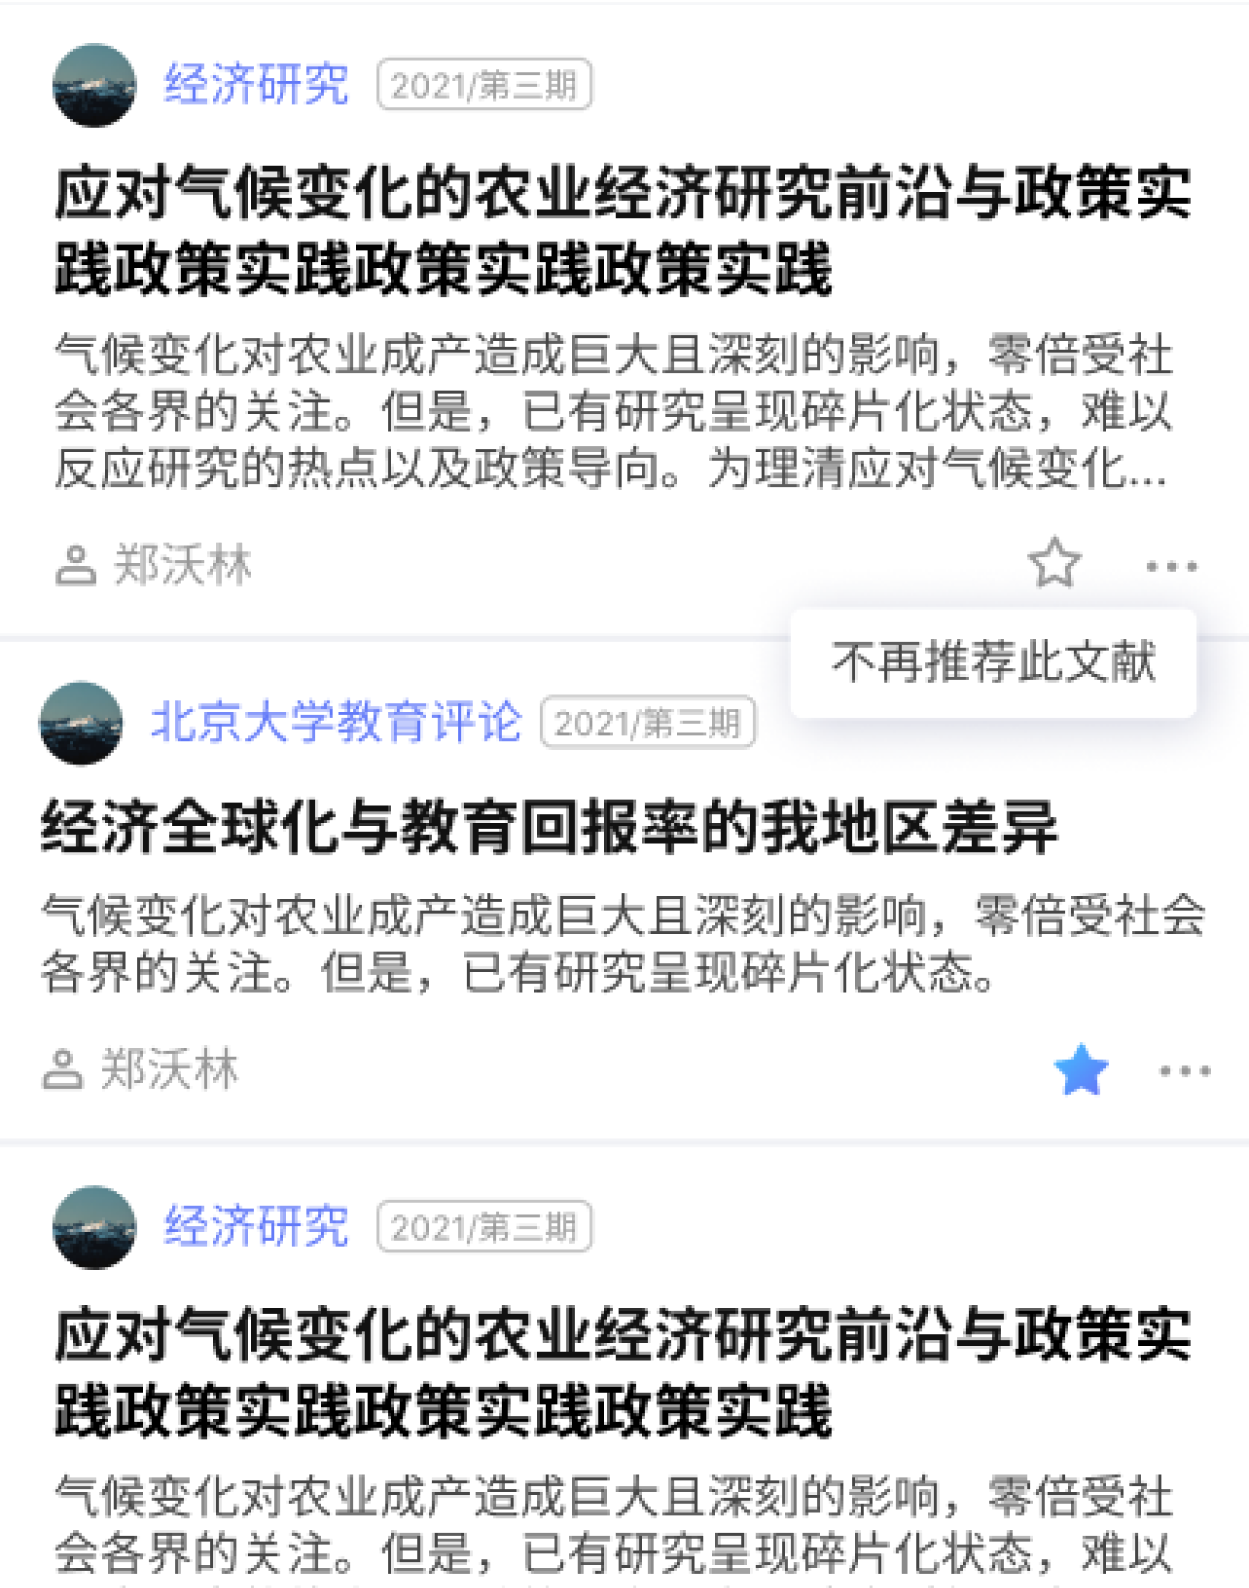 经济研究 2021/第三期
应对气候变化的农业经济研究前沿与政策实
践政策实践政策实践政策实践
气候变化对农业成产造成巨大且深刻的影响，零倍受社
会各界的关注。但是，已有研究呈现碎片化状态，难以
反应研究的热点以及政策导向。为理清应对气候变化...
郑沃林
不再推荐此文献
北京大学教育评论 2021/第三期
经济全球化与教育回报率的我地区差异
气候变化对农业成产造成巨大且深刻的影响，零倍受社会
各界的关注。但是，已有研究呈现碎片化状态。
郑沃林
经济研究 2021/第三期
应对气候变化的农业经济研究前沿与政策实
践政策实践政策实践政策实践
气候变化对农业成产造成巨大且深刻的影响，零倍受社
会各界的关注。但是，已有研究呈现碎片化状态，难以